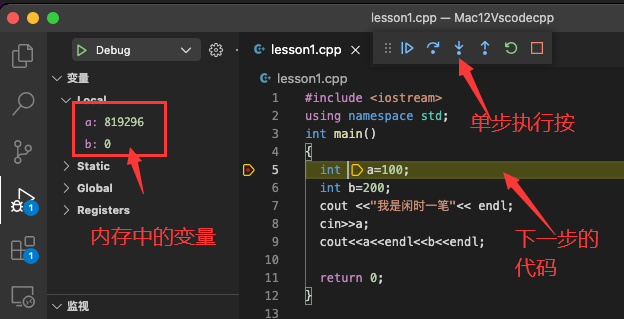 lesson1.cpp — Mac12Vscodecpp
Debug
lesson1.cpp
变量
Local
a: 819296
b: 0
Static
Global
Registers
监视
1
1
内存中的变量
lesson1.cpp
1 #include <iostream>
2 using namespace std;
3 int main()
4 {
5 int a=100;
6 int b=200;
7 cout <<"我是闲时一笔"<< endl;
8 cin>>a;
9 cout<<a<<endl<<b<<endl;
10
11 return 0;
12 }
13
单步执行按
下一步的
代码